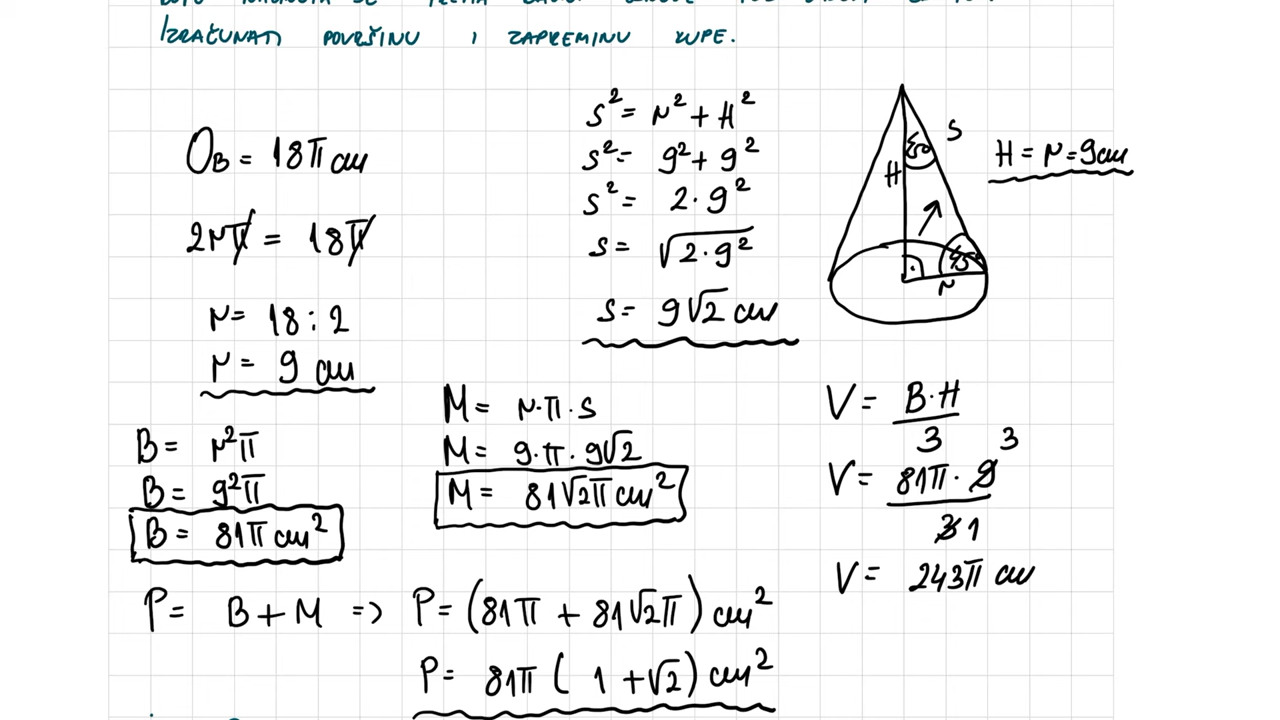 IZRAČUNATI POVRŠINU I ZAPREMINU KUPE.
O_B = 18π cm
2rπ = 18π
r = 18 : 2
r = 9 cm
s² = r² + H²
s² = 9² + 9²
s² = 2 · 9²
s = √(2 · 9²)
s = 9√2 cm
s
H
45°
r
H = r = 9 cm
B = r²π
B = 9²π
B = 81π cm²
M = r · π · s
M = 9 · π · 9√2
M = 81√2π cm²
V = B · H / 3
V = 81π · 9 3 / 3 1
V = 243π cm
P = B + M => P = (81π + 81√2π) cm²
P = 81π (1 + √2) cm²